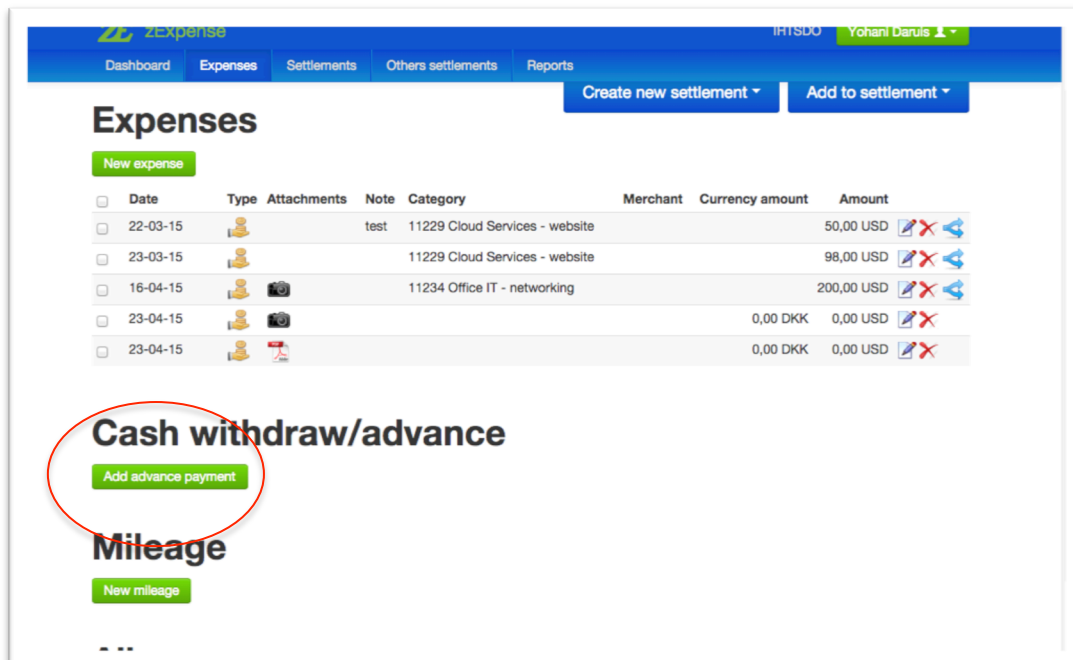 zExpense IHTSDO Yohani Daruis
Dashboard Expenses Settlements Others settlements Reports
Create new settlement Add to settlement
Expenses
New expense
Date Type Attachments Note Category Merchant Currency amount Amount
22-03-15 test 11229 Cloud Services - website 50,00 USD
23-03-15 11229 Cloud Services - website 98,00 USD
16-04-15 11234 Office IT - networking 200,00 USD
23-04-15 0,00 DKK 0,00 USD
23-04-15 0,00 DKK 0,00 USD
Cash withdraw/advance
Add advance payment
Mileage
New mileage